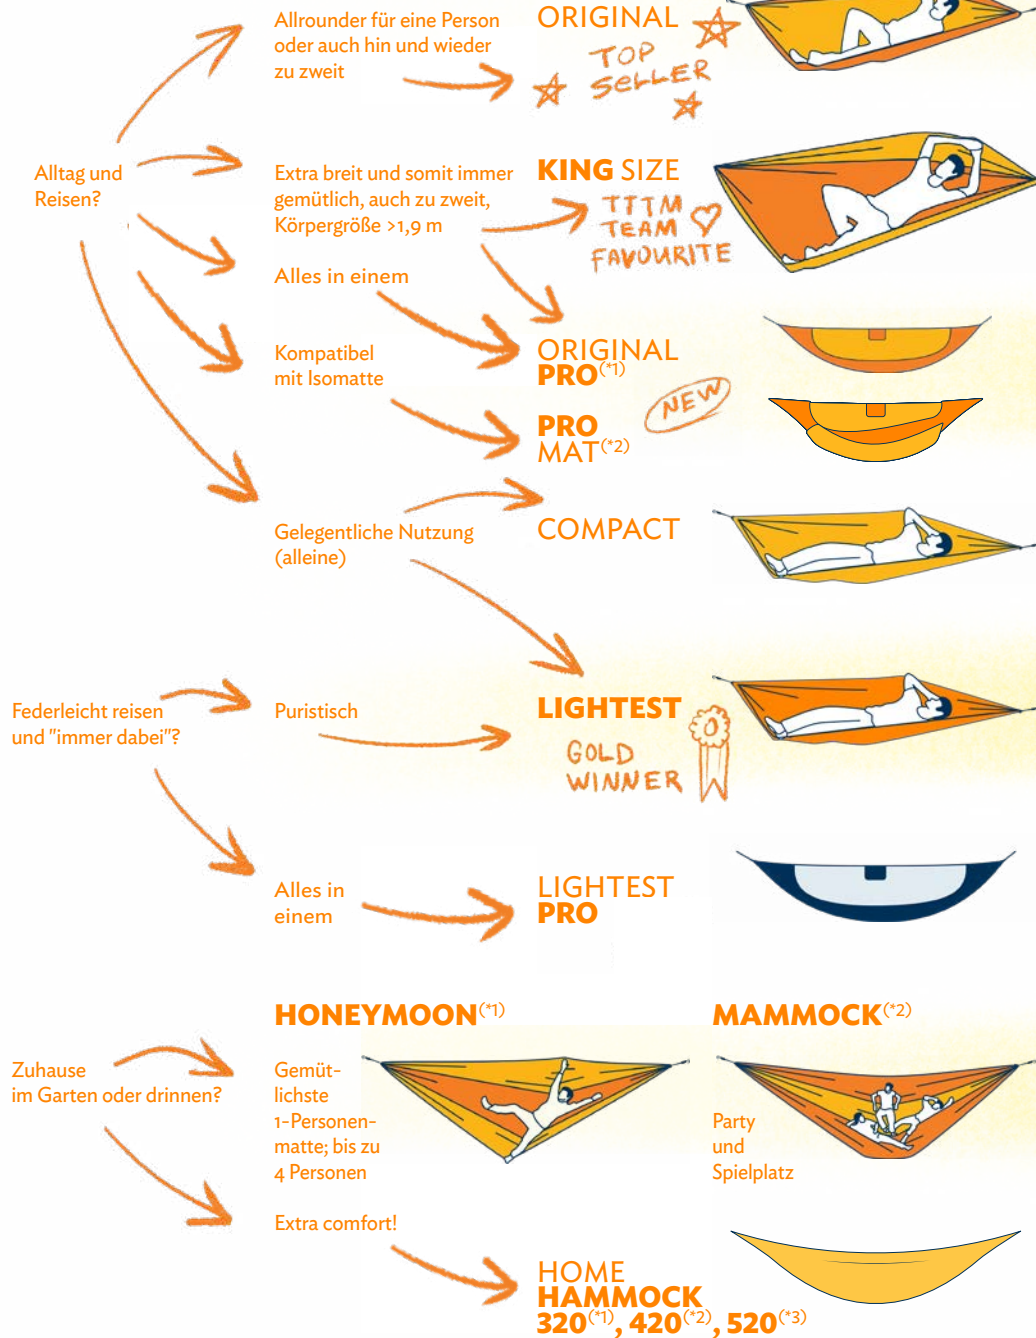 Allrounder für eine Person
oder auch hin und wieder
zu zweit
ORIGINAL
TOP
SELLER
Alltag und
Reisen?
Extra breit und somit immer
gemütlich, auch zu zweit,
Körpergröße >1,9 m
KING SIZE
TTTM
TEAM
FAVOURITE
Alles in einem
Kompatibel
mit Isomatte
ORIGINAL
PRO(*1)
NEW
PRO
MAT(*2)
Gelegentliche Nutzung
(alleine)
COMPACT
Federleicht reisen
und "immer dabei"?
Puristisch
LIGHTEST
GOLD
WINNER
Alles in
einem
LIGHTEST
PRO
HONEYMOON(*1)
MAMMOCK(*2)
Zuhause
im Garten oder drinnen?
Gemüt-
lichste
1-Personen-
matte; bis zu
4 Personen
Party
und
Spielplatz
Extra comfort!
HOME
HAMMOCK
320(*1), 420(*2), 520(*3)